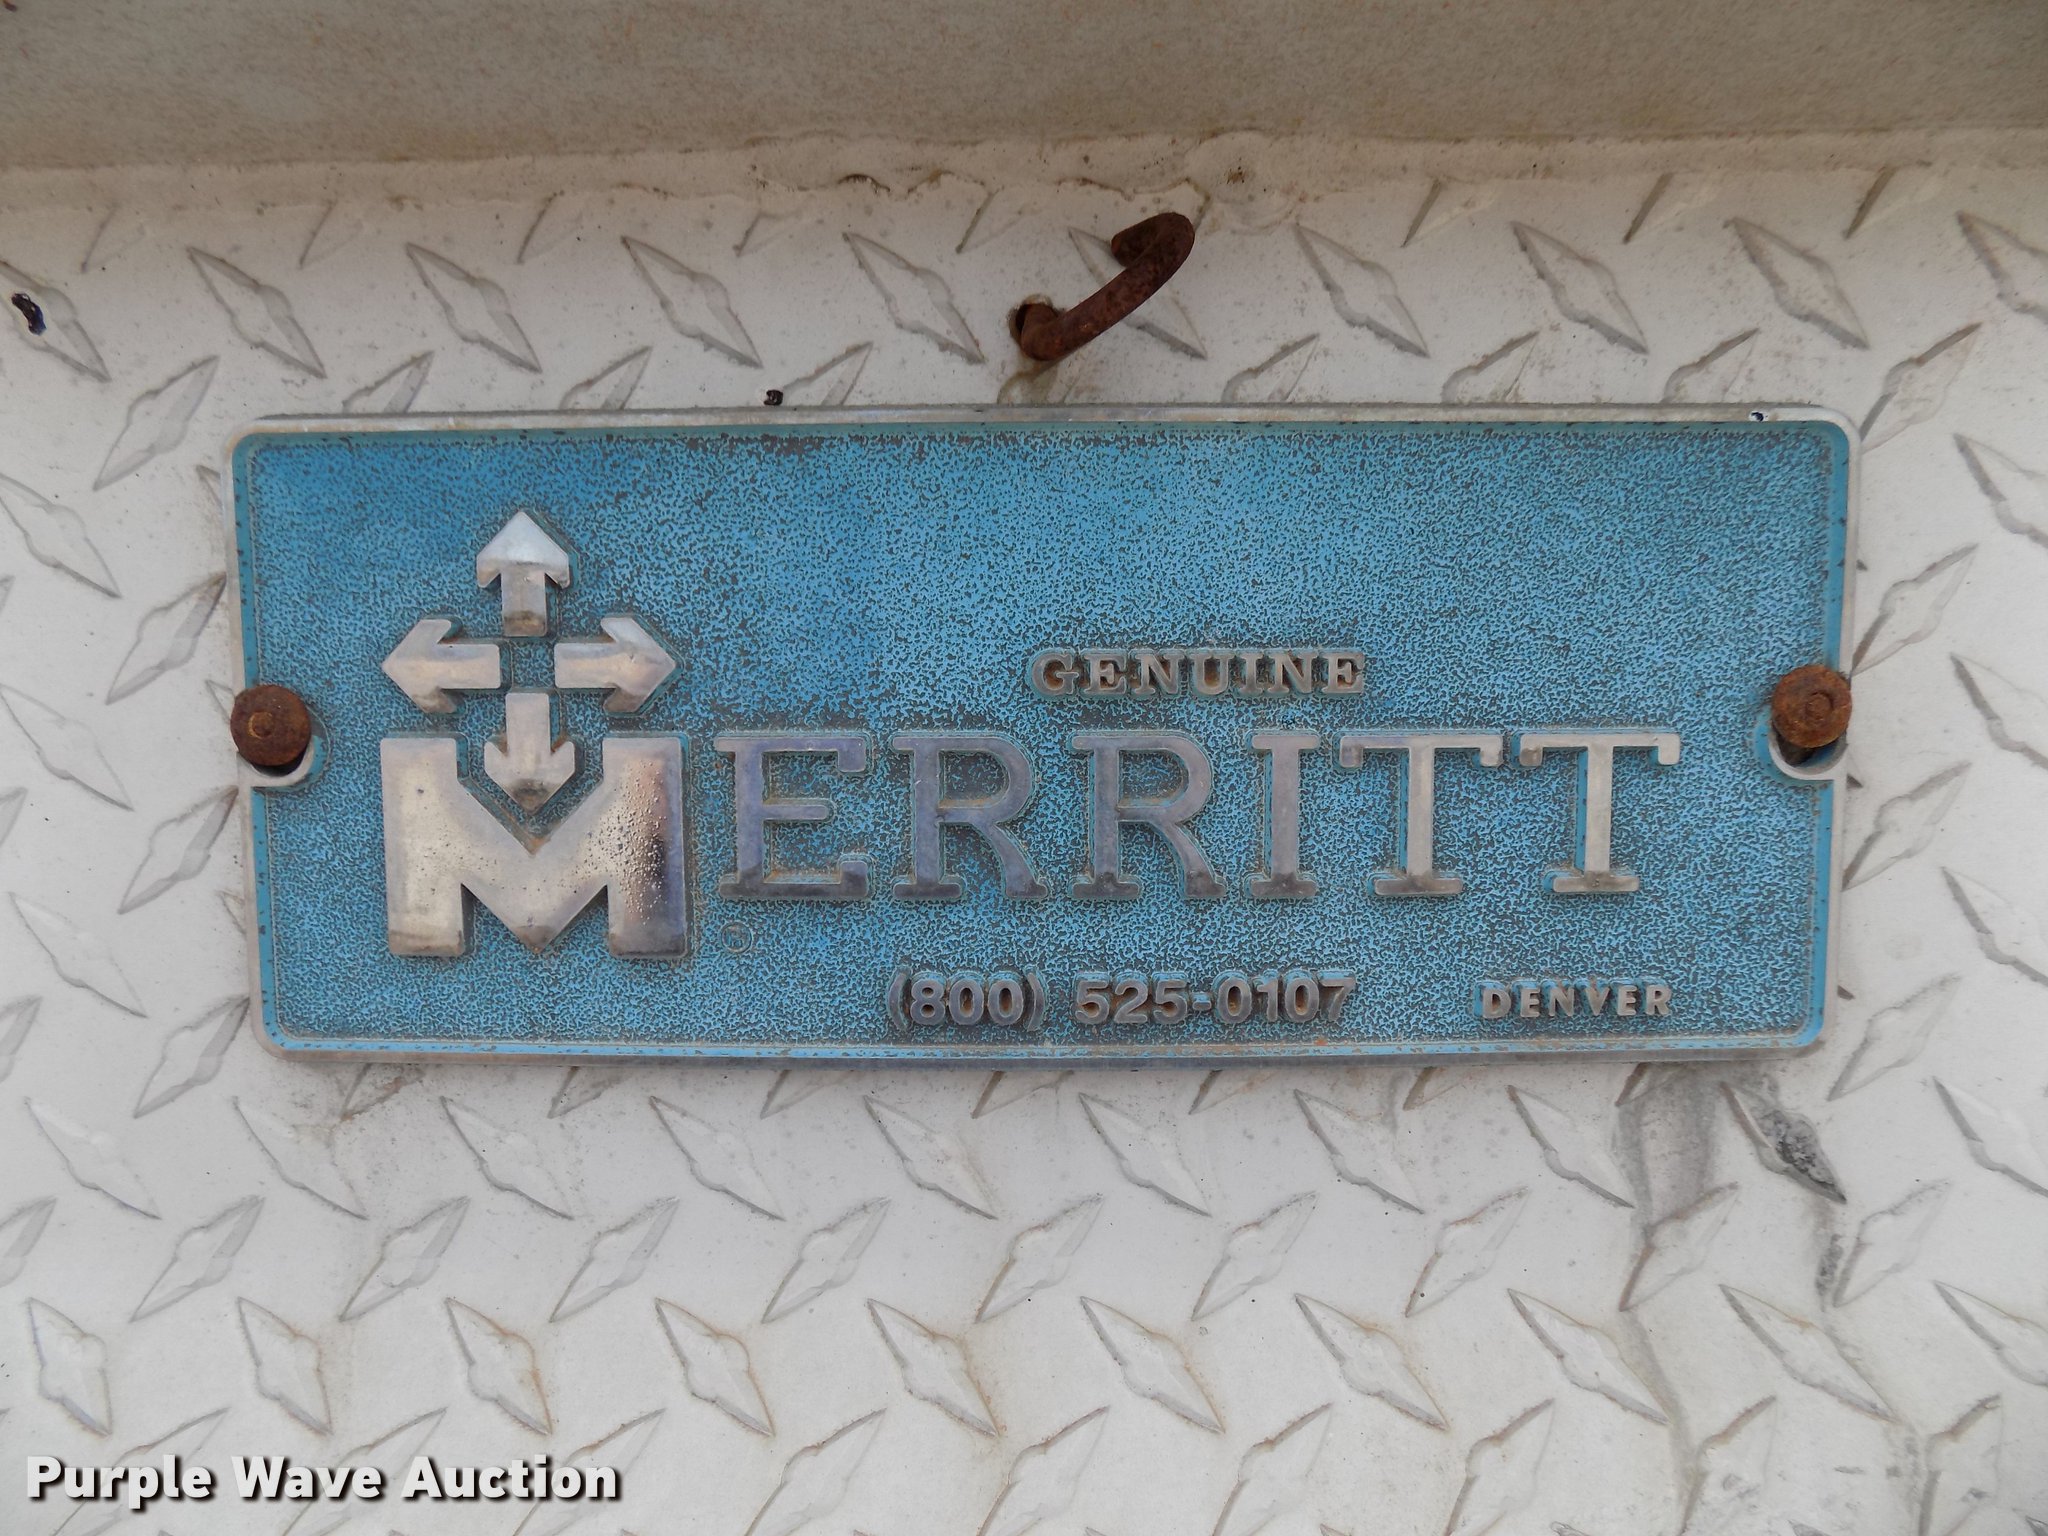 GENUINE
MERRITT
®
(800) 525-0107 DENVER
Purple Wave Auction